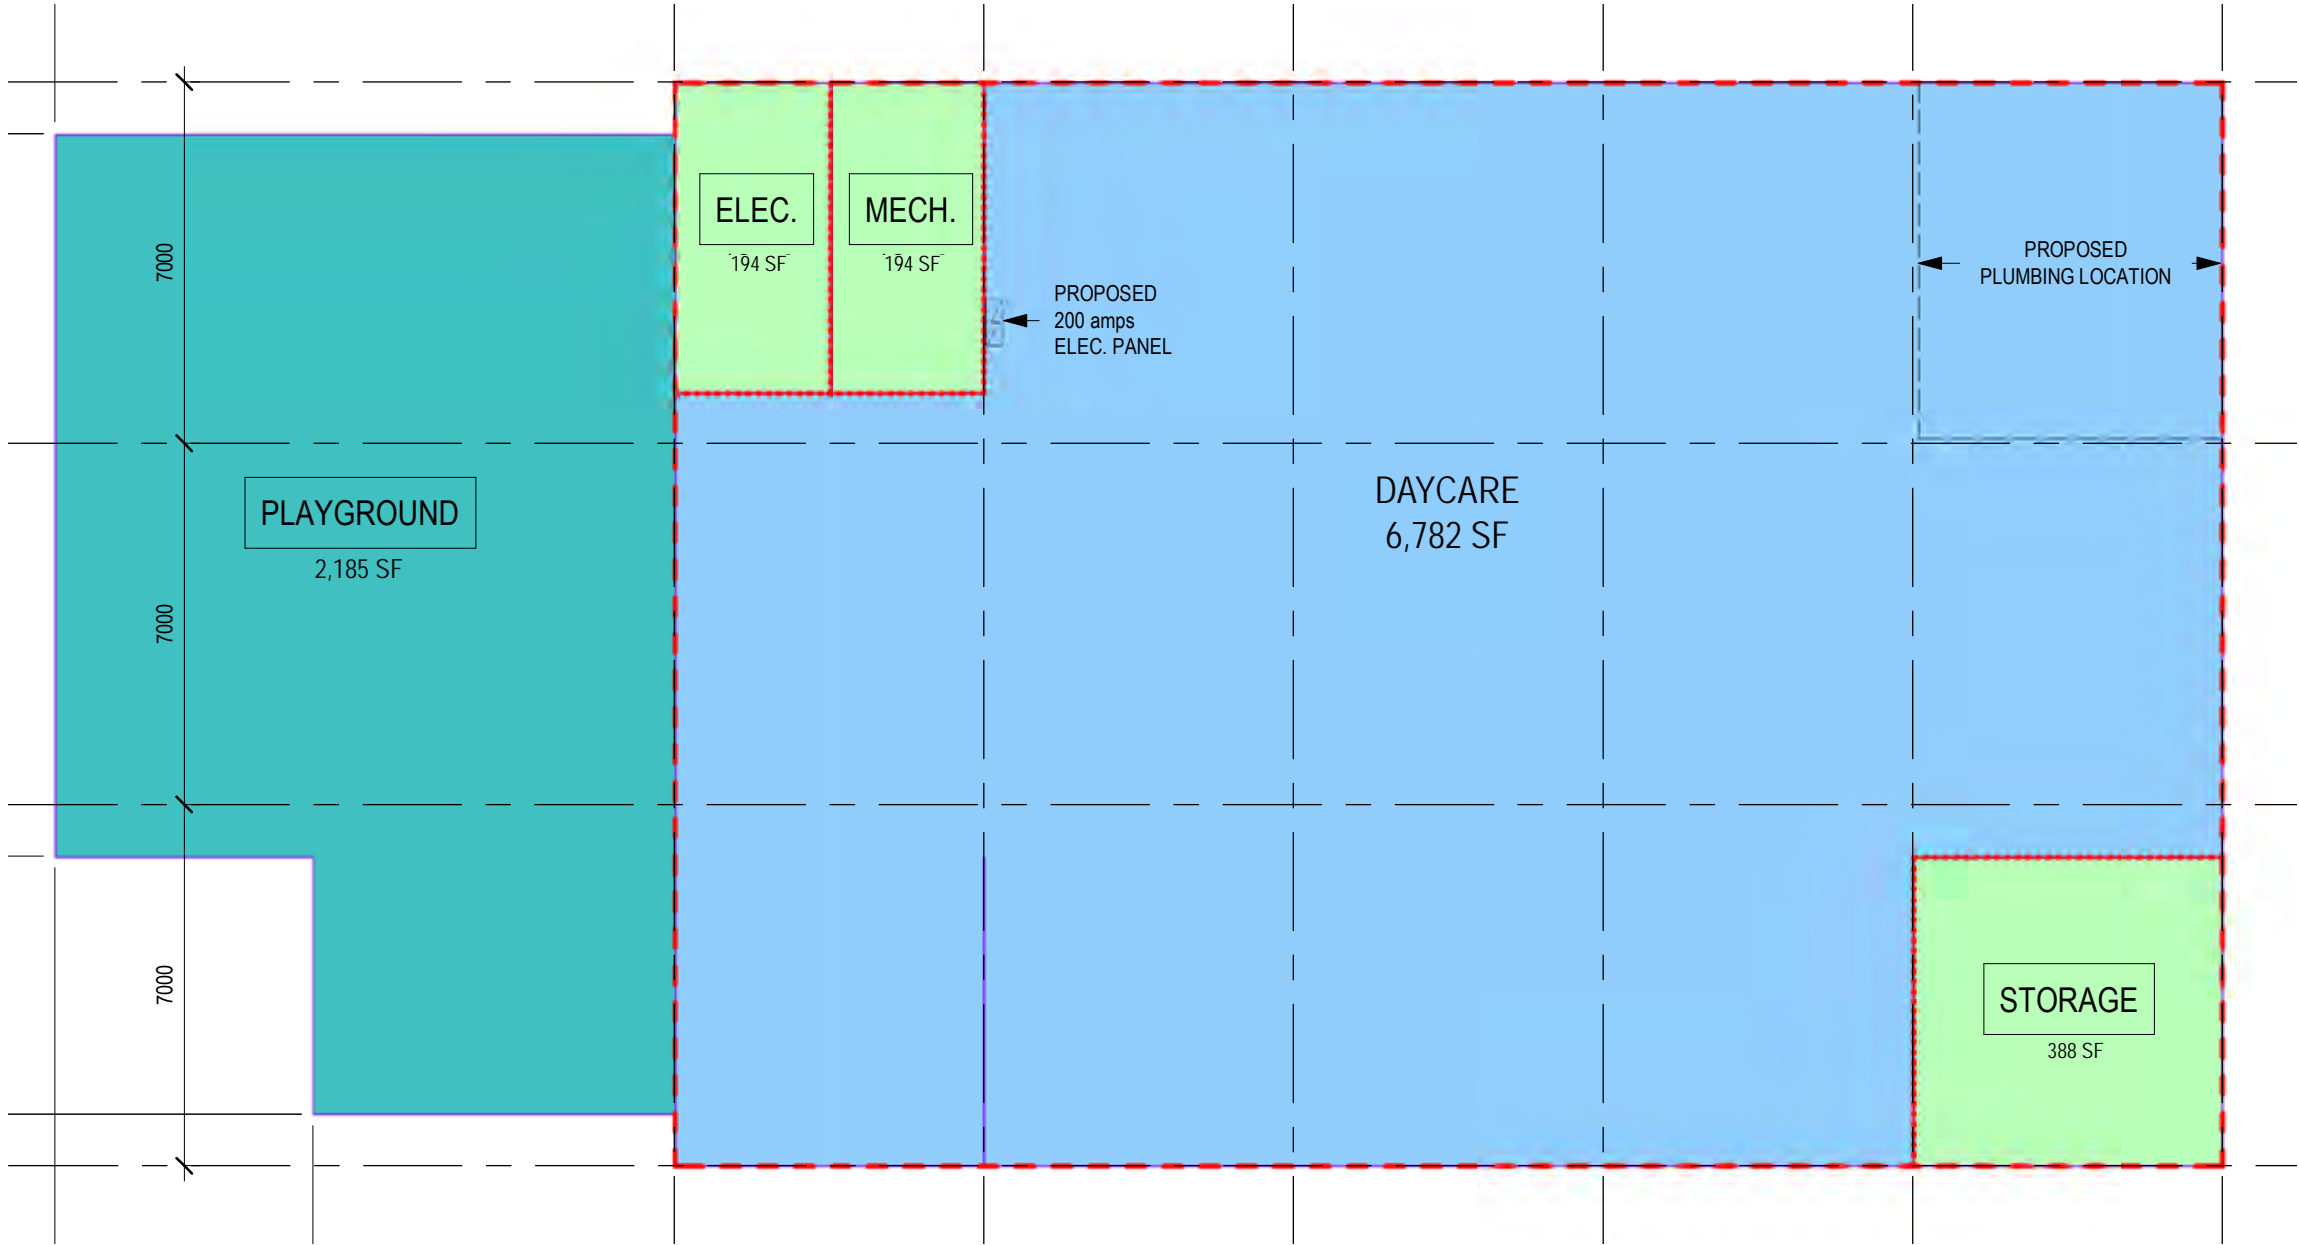 ELEC.
194 SF
MECH.
194 SF
PROPOSED
200 amps
ELEC. PANEL
PROPOSED
PLUMBING LOCATION
7000
PLAYGROUND
2,185 SF
DAYCARE
6,782 SF
7000
7000
STORAGE
388 SF